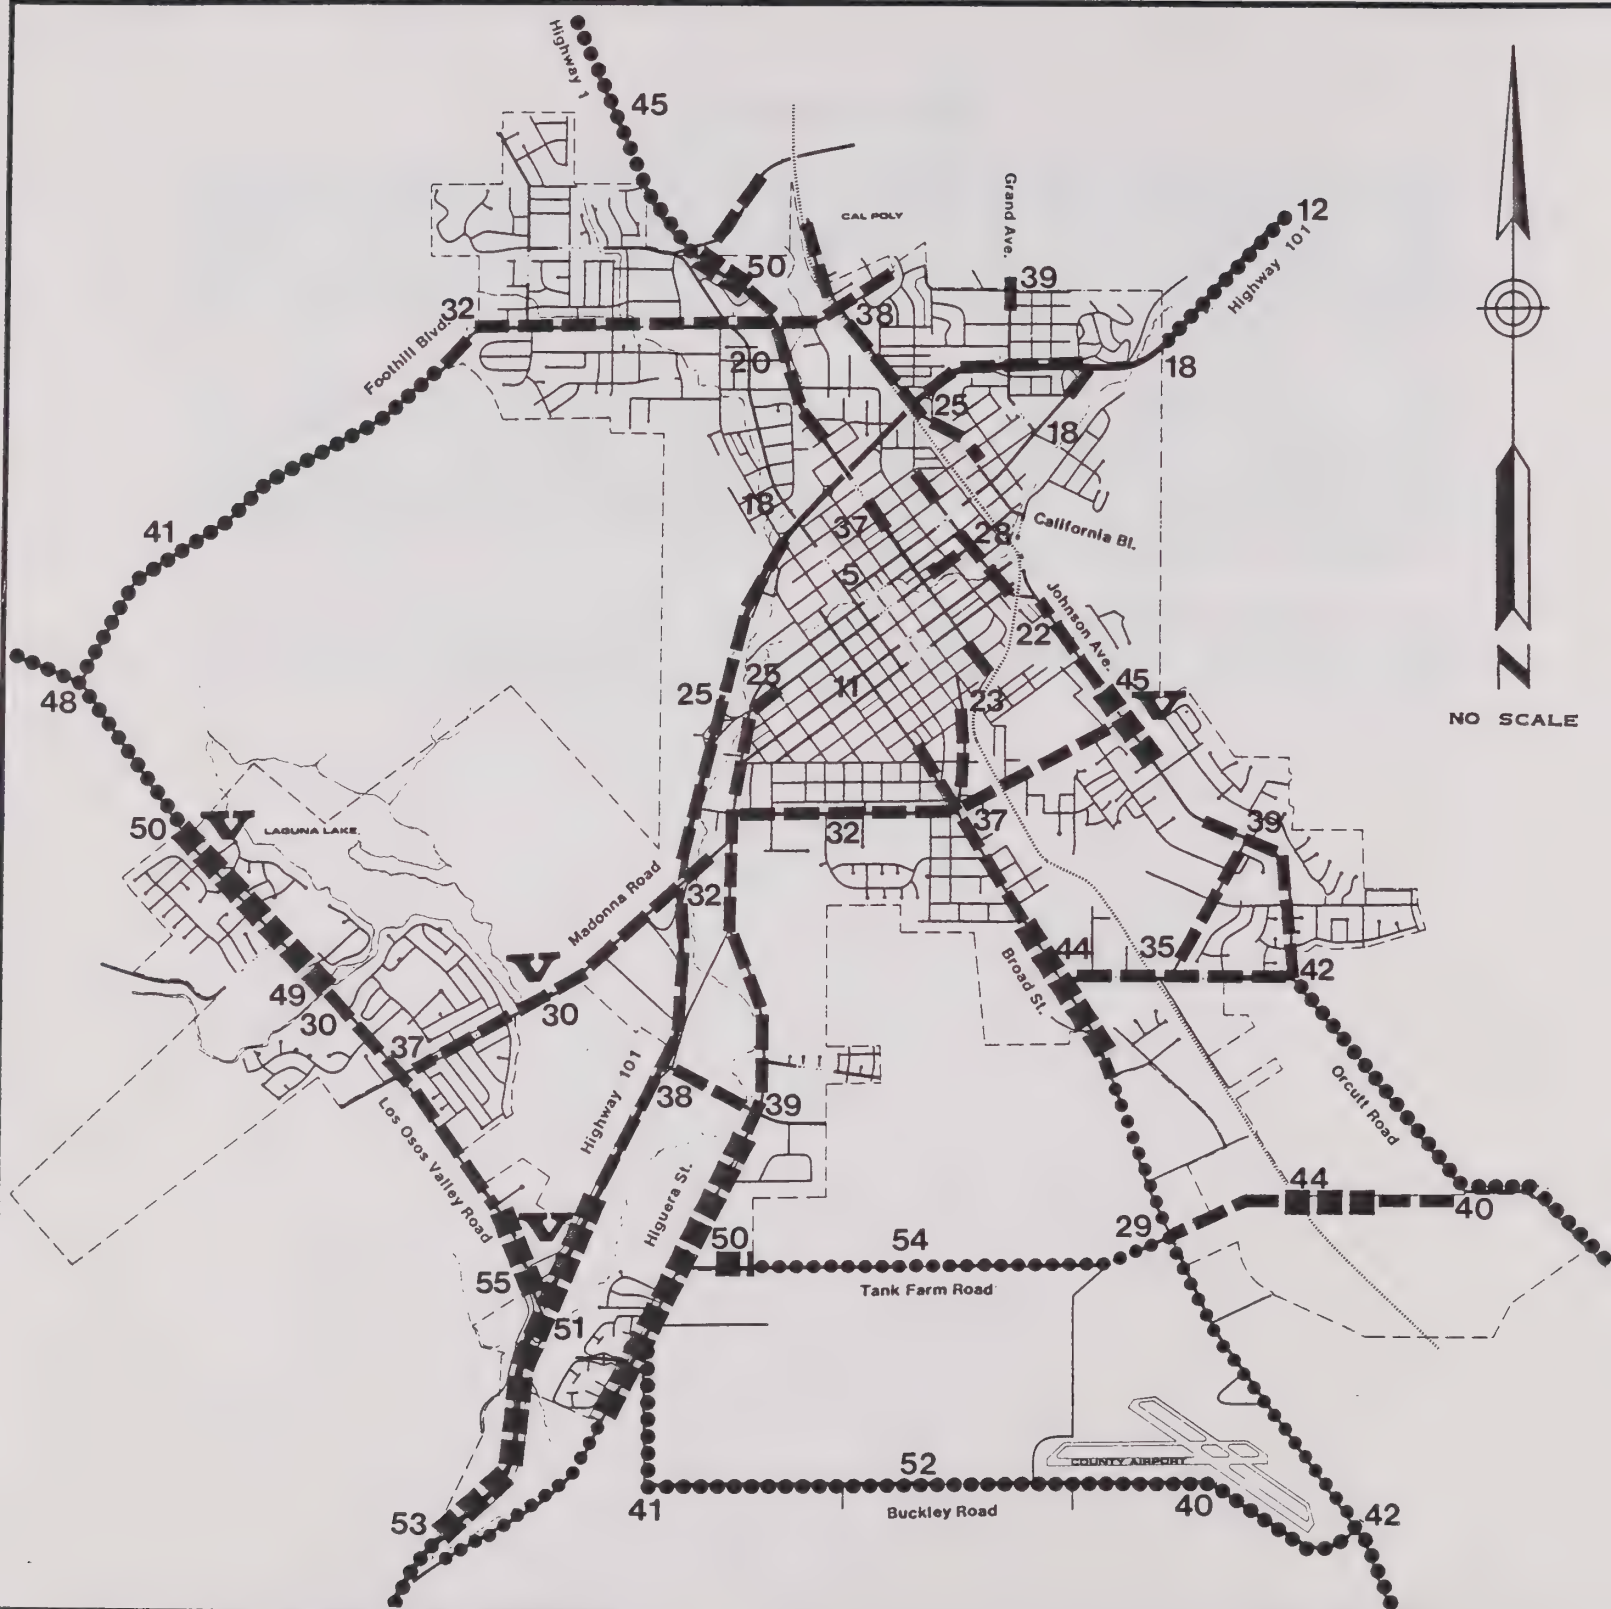 Highway 1
45
CAL POLY
Grand Ave.
12
Highway 101
50
39
32
38
Foothill Blvd.
20
18
25
18
41
18
37
28
California Bl.
5
Johnson Ave.
22
48
25
25
11
23
45
V
N
NO SCALE
50
V
LAGUNA LAKE
32
37
39
Madonna Road
32
V
44
35
42
Broad St.
49
30
30
37
Highway 101
38
39
Orcutt Road
Los Osos Valley Road
Higuera St.
44
40
V
50
54
29
55
Tank Farm Road
51
52
COUNTY AIRPORT
53
41
Buckley Road
40
42